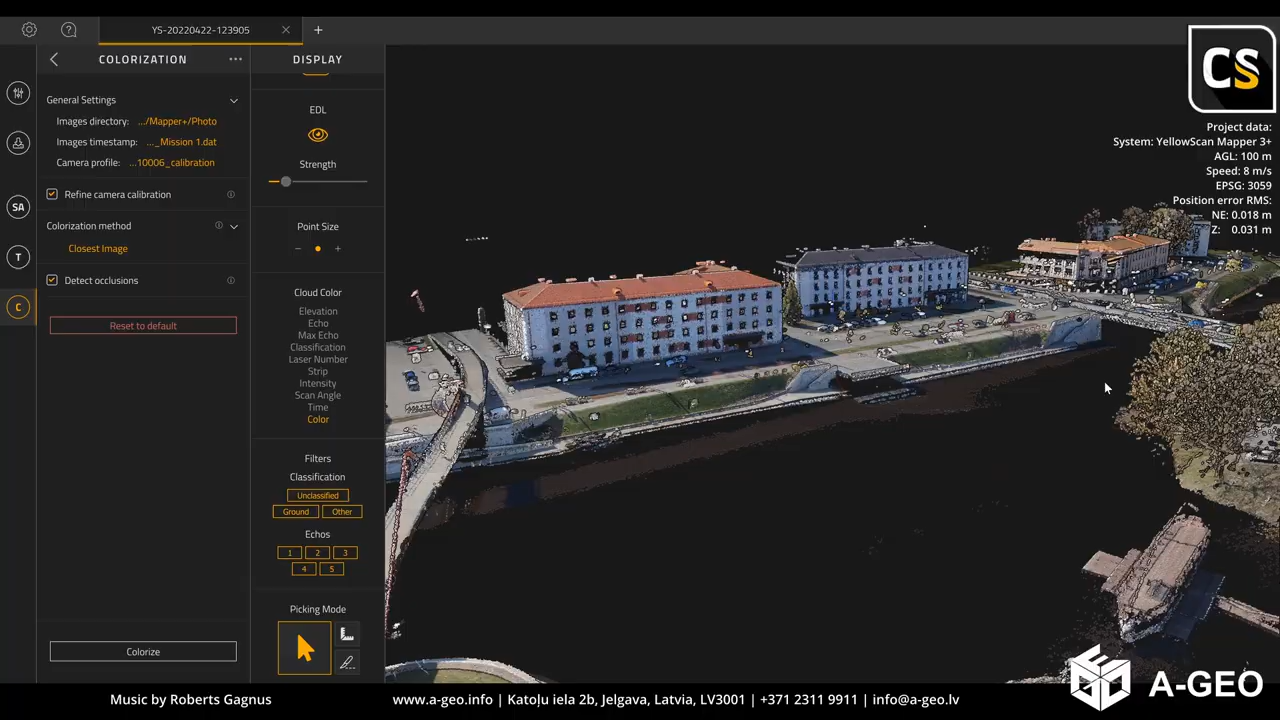 YS-20220422-123905
COLORIZATION
General Settings
Images directory: .../Mapper+/Photo
Images timestamp: ..._Mission 1.dat
Camera profile: ...10006_calibration
Refine camera calibration
Colorization method
Closest Image
Detect occlusions
Reset to default
Colorize
DISPLAY
EDL
Strength
Point Size
Cloud Color
Elevation
Echo
Max Echo
Classification
Laser Number
Strip
Intensity
Scan Angle
Time
Color
Filters
Classification
Unclassified
Ground Other
Echos
1 2 3
4 5
Picking Mode
CS
Project data:
System: YellowScan Mapper 3+
AGL: 100 m
Speed: 8 m/s
EPSG: 3059
Position error RMS:
NE: 0.018 m
Z: 0.031 m
SA
T
C
A-GEO
Music by Roberts Gagnus
www.a-geo.info | Katoļu iela 2b, Jelgava, Latvia, LV3001 | +371 2311 9911 | info@a-geo.lv